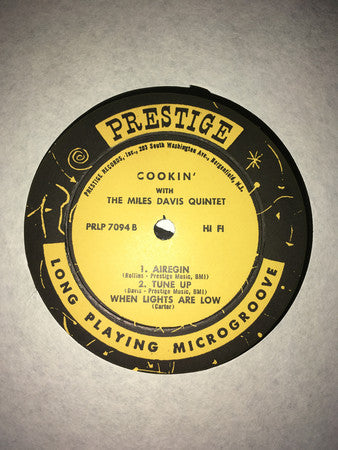 PRESTIGE
PRESTIGE RECORDS, Inc., 203 South Washington Ave., Bergenfield, N.J.
COOKIN'
WITH
THE MILES DAVIS QUINTET
PRLP 7094 B HI FI
1. AIREGIN
(Rollins - Prestige Music, BMI)
2. TUNE UP
(Davis - Prestige Music, BMI)
WHEN LIGHTS ARE LOW
(Carter)
LONG PLAYING MICROGROOVE